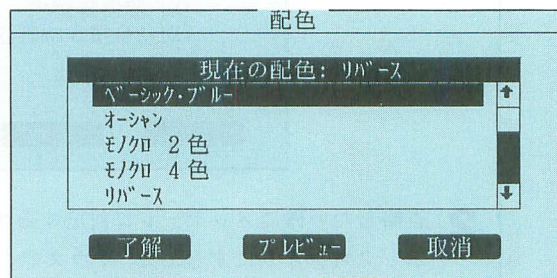 配色
現在の配色: リバース
ベーシック・ブルー
オーシャン
モノクロ 2色
モノクロ 4色
リバース
了解 プレビュー 取消